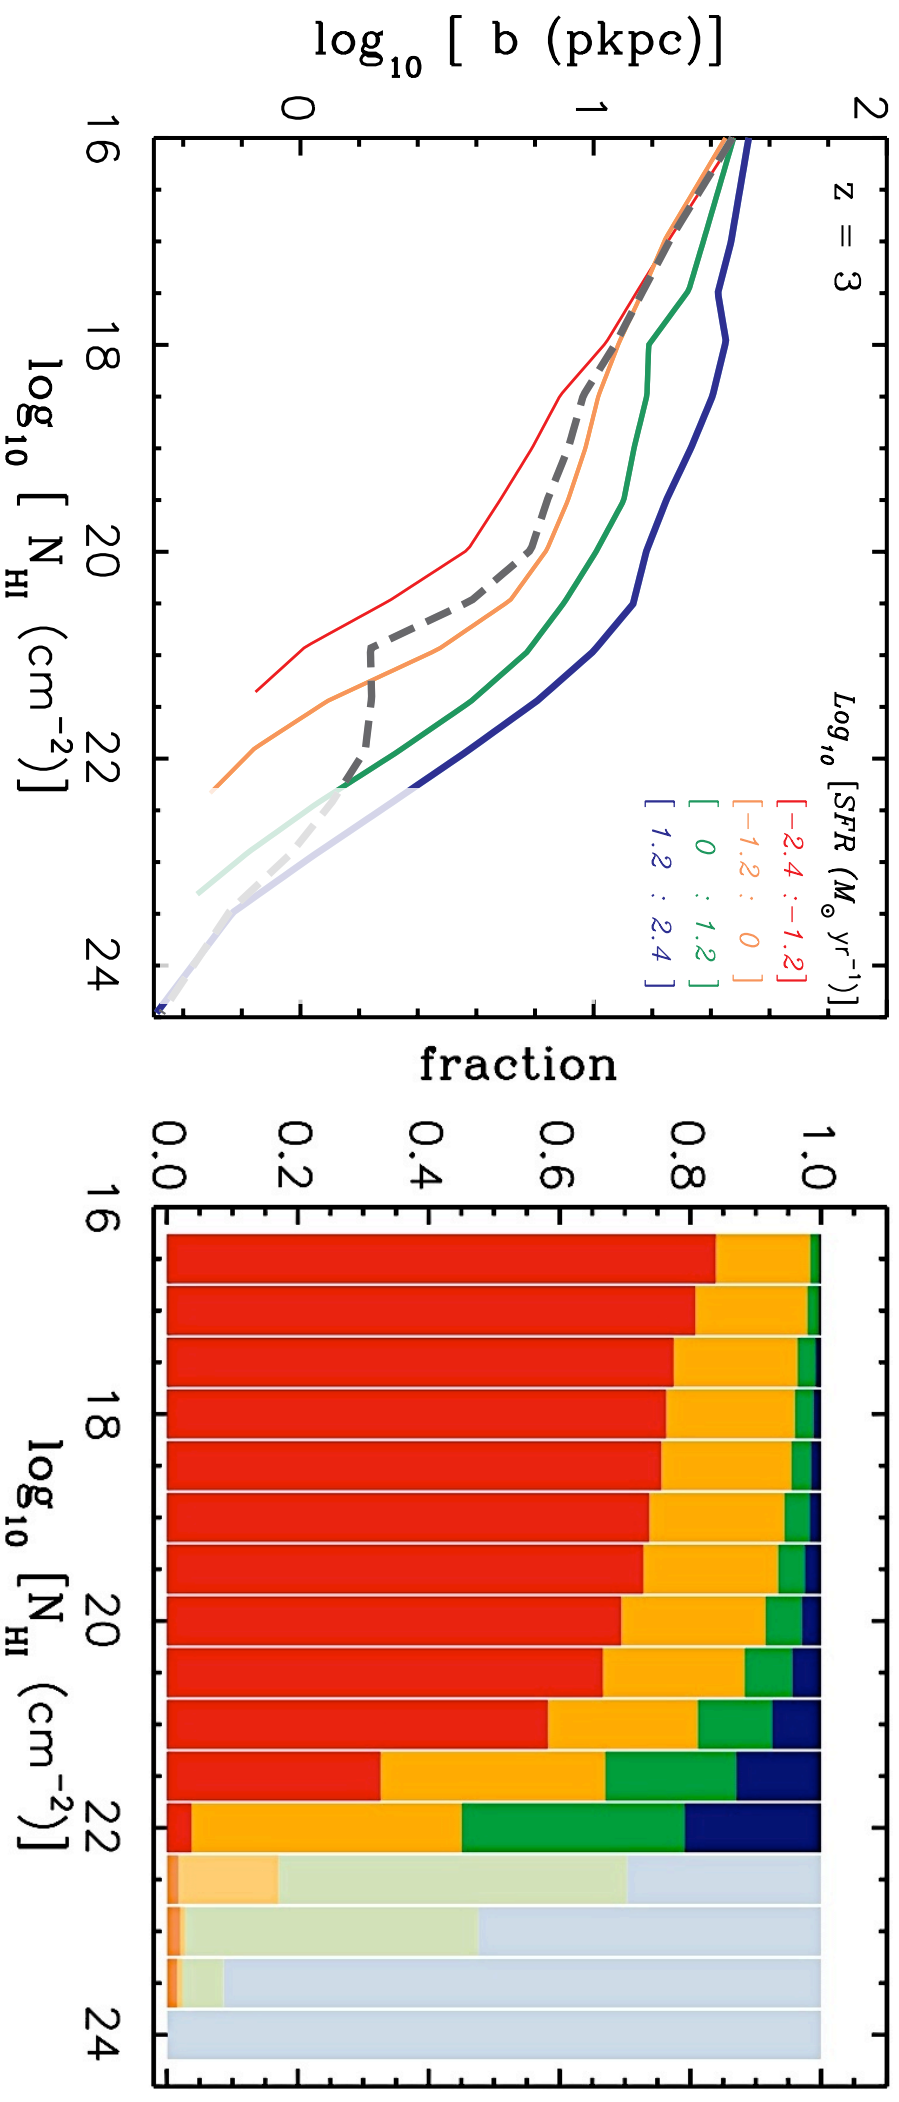 z = 3
Log₁₀ [SFR (M⊙ yr⁻¹)]
[-2.4 :-1.2]
[-1.2 : 0 ]
[ 0 : 1.2]
[ 1.2 : 2.4 ]
log₁₀ [ b (pkpc)]
2
1
0
16 18 20 22 24
log₁₀ [ N_HI (cm⁻²)]
fraction
1.0
0.8
0.6
0.4
0.2
0.0
16 18 20 22 24
log₁₀ [N_HI (cm⁻²)]